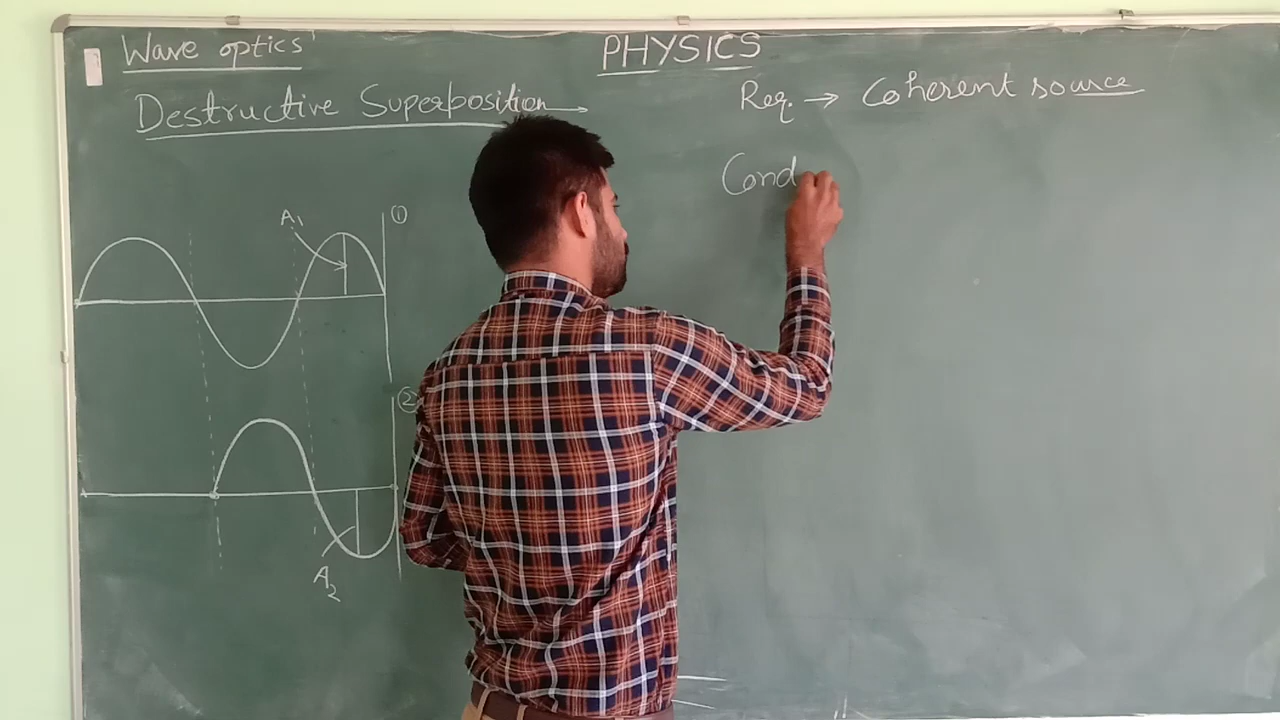 PHYSICS
Wave optics
Destructive Superposition →
Req. → Coherent source
Cond
A₁
①
②
A₂